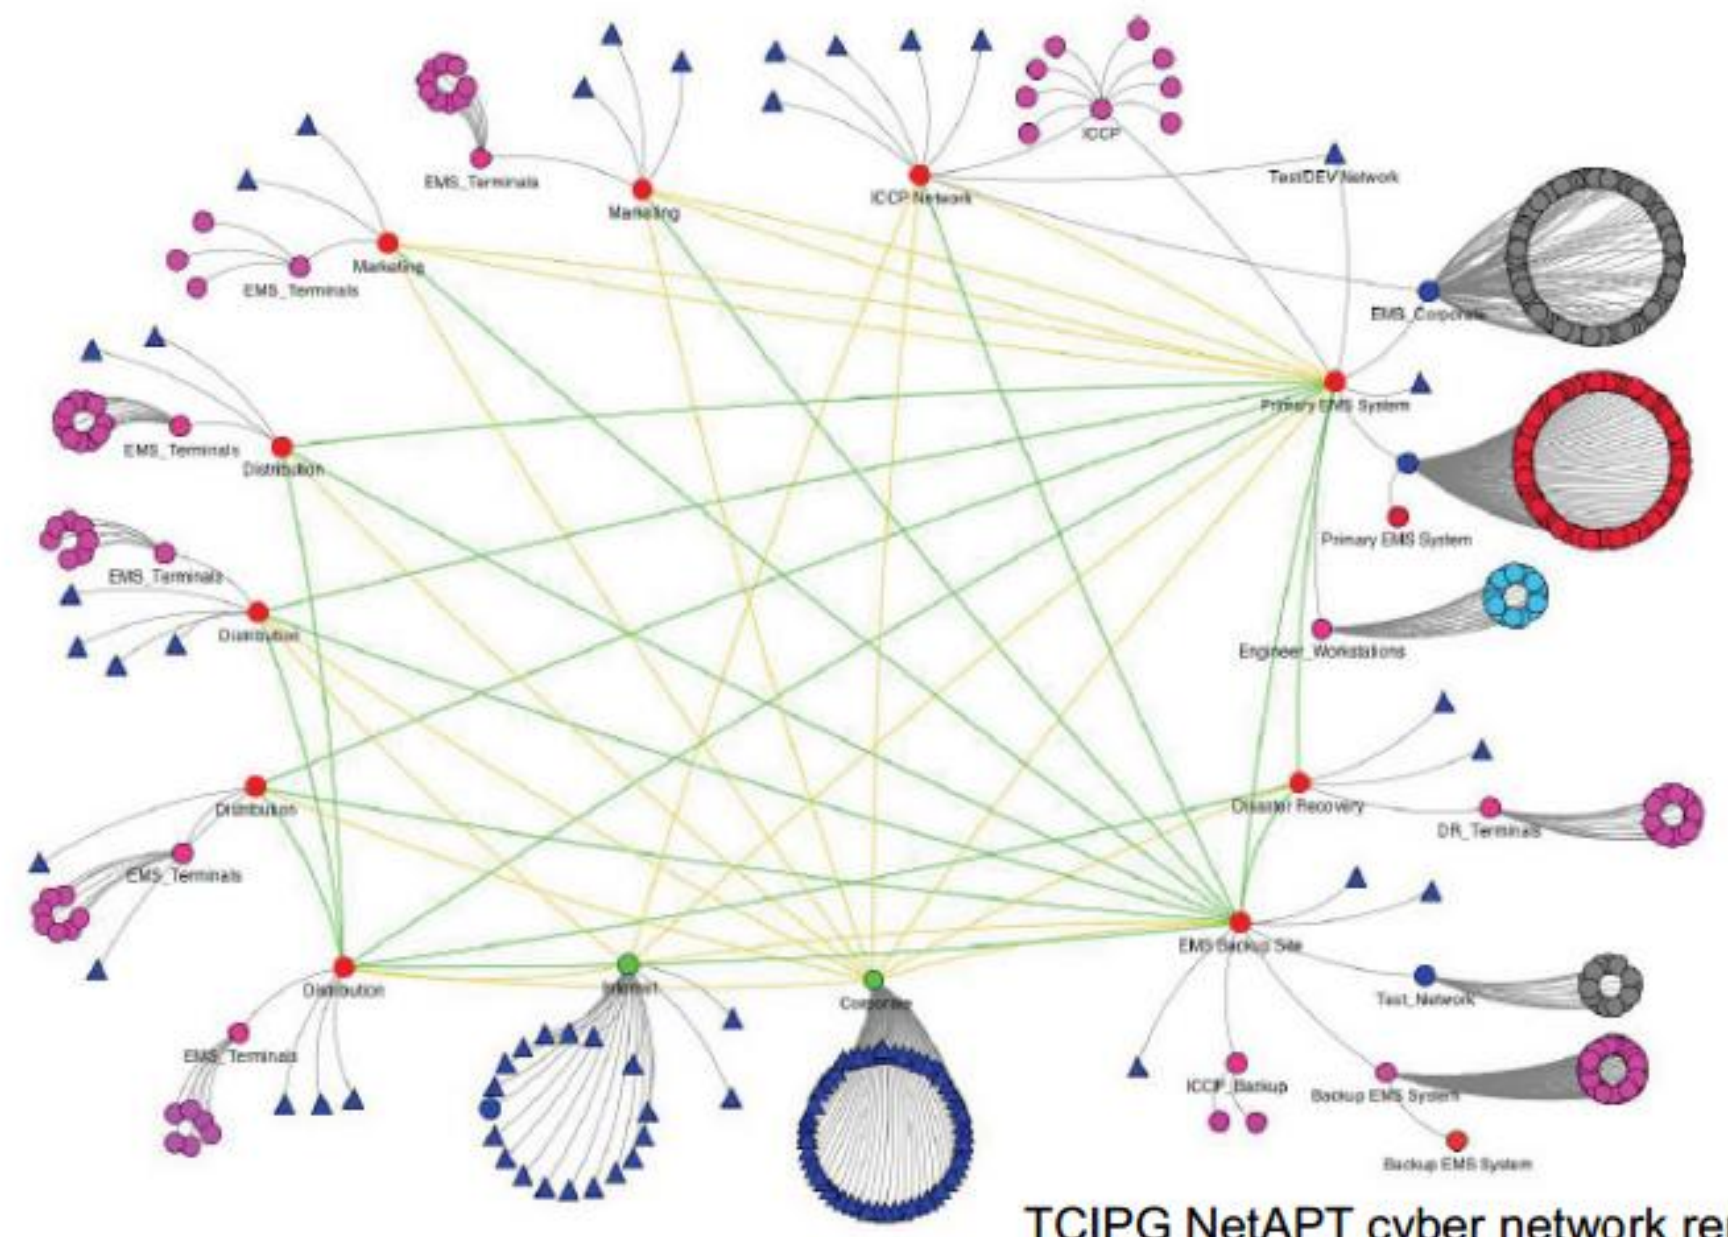 EMS_Terminals
Marketing
ICCP Network
ICCP
Test/DEV Network
Marketing
EMS_Terminals
EMS_Corporate
Primary EMS System
EMS_Terminals
Distribution
Primary EMS System
EMS_Terminals
Distribution
Engineer_Workstations
Distribution
Disaster Recovery
DR_Terminals
EMS_Terminals
EMS Backup Site
Distribution
Internet
Corporate
Test_Network
EMS_Terminals
ICCP_Backup
Backup EMS System
Backup EMS System
TCIPG NetAPT cyber network